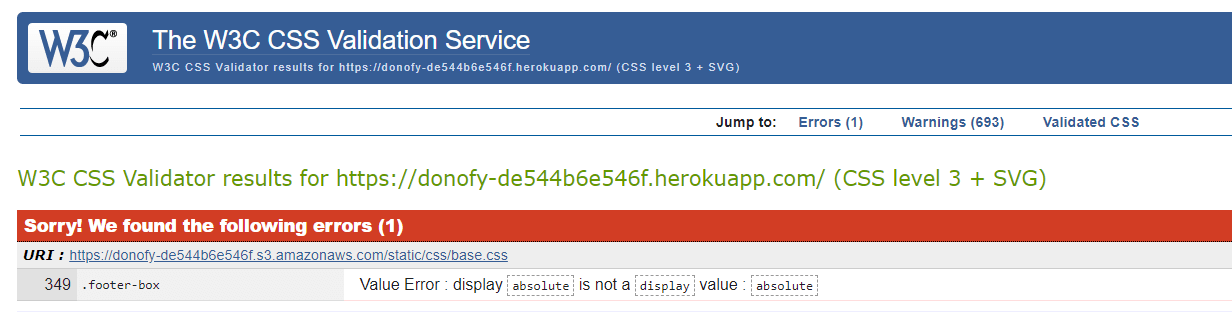 W3C®
The W3C CSS Validation Service
W3C CSS Validator results for https://donofy-de544b6e546f.herokuapp.com/ (CSS level 3 + SVG)
Jump to: Errors (1) Warnings (693) Validated CSS
W3C CSS Validator results for https://donofy-de544b6e546f.herokuapp.com/ (CSS level 3 + SVG)
Sorry! We found the following errors (1)
URI : https://donofy-de544b6e546f.s3.amazonaws.com/static/css/base.css
349 .footer-box Value Error : display absolute is not a display value : absolute